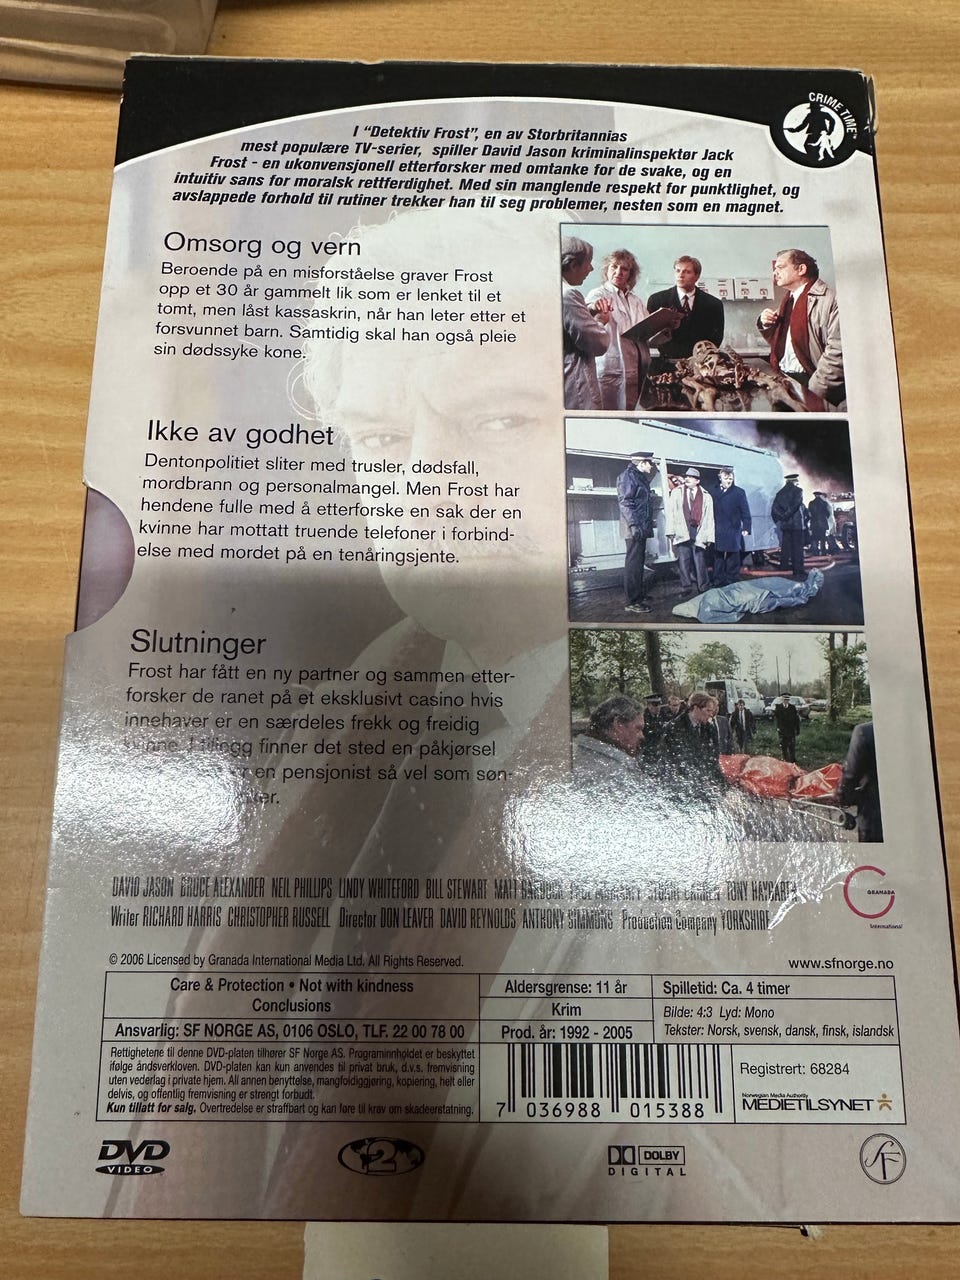 CRIME TIME™
I "Detektiv Frost", en av Storbritannias
mest populære TV-serier, spiller David Jason kriminalinspektør Jack
Frost - en ukonvensjonell etterforsker med omtanke for de svake, og en
intuitiv sans for moralsk rettferdighet. Med sin manglende respekt for punktlighet, og
avslappede forhold til rutiner trekker han til seg problemer, nesten som en magnet.
Omsorg og vern
Beroende på en misforståelse graver Frost
opp et 30 år gammelt lik som er lenket til et
tomt, men låst kassaskrin, når han leter etter et
forsvunnet barn. Samtidig skal han også pleie
sin dødssyke kone.
Ikke av godhet
Dentonpolitiet sliter med trusler, dødsfall,
mordbrann og personalmangel. Men Frost har
hendene fulle med å etterforske en sak der en
kvinne har mottatt truende telefoner i forbind-
else med mordet på en tenåringsjente.
Slutninger
Frost har fått en ny partner og sammen etter-
forsker de ranet på et eksklusivt casino hvis
innehaver er en særdeles frekk og freidig
kvinne. I tillegg finner det sted en påkjørsel
en pensjonist så vel som søn-
DAVID JASON BRUCE ALEXANDER NEIL PHILLIPS LINDY WHITEFORD BILL STEWART MATT BARDOCK TONY HAYGARTH
Writer RICHARD HARRIS CHRISTOPHER RUSSELL Director DON LEAVER DAVID REYNOLDS ANTHONY SIMMONS Production Company YORKSHIRE
GRANADA
International
© 2006 Licensed by Granada International Media Ltd. All Rights Reserved.
www.sfnorge.no
Care & Protection • Not with kindness
Conclusions
Ansvarlig: SF NORGE AS, 0106 OSLO, TLF. 22 00 78 00
Aldersgrense: 11 år
Krim
Prod. år: 1992 - 2005
Spilletid: Ca. 4 timer
Bilde: 4:3 Lyd: Mono
Tekster: Norsk, svensk, dansk, finsk, islandsk
Rettighetene til denne DVD-platen tilhører SF Norge AS. Programinnholdet er beskyttet
ifølge åndsverkloven. DVD-platen kan kun anvendes til privat bruk, d.v.s. fremvisning
uten vederlag i private hjem. All annen benyttelse, mangfoldiggjøring, kopiering, helt eller
delvis, og offentlig fremvisning er strengt forbudt.
Kun tillatt for salg. Overtredelse er straffbart og kan føre til krav om skadeerstatning.
7 036988 015388
Registrert: 68284
Norwegian Media Authority
MEDIETILSYNET
DVD
VIDEO
2
DOLBY
DIGITAL
SF